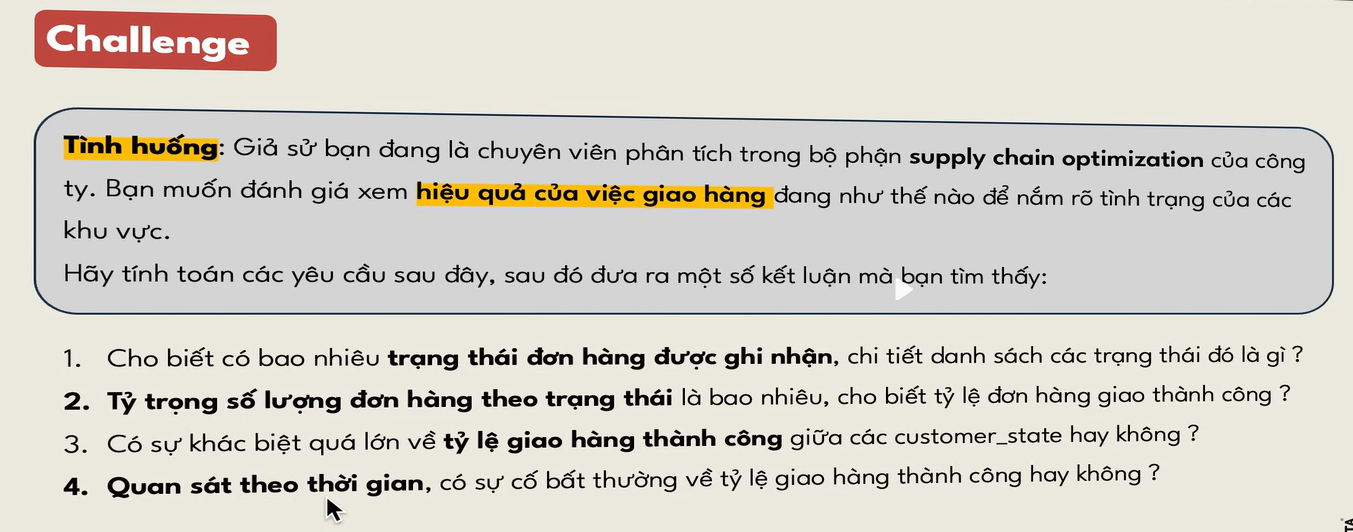 Challenge
Tình huống: Giả sử bạn đang là chuyên viên phân tích trong bộ phận supply chain optimization của công
ty. Bạn muốn đánh giá xem hiệu quả của việc giao hàng đang như thế nào để nắm rõ tình trạng của các
khu vực.
Hãy tính toán các yêu cầu sau đây, sau đó đưa ra một số kết luận mà bạn tìm thấy:
1. Cho biết có bao nhiêu trạng thái đơn hàng được ghi nhận, chi tiết danh sách các trạng thái đó là gì ?
2. Tỷ trọng số lượng đơn hàng theo trạng thái là bao nhiêu, cho biết tỷ lệ đơn hàng giao thành công ?
3. Có sự khác biệt quá lớn về tỷ lệ giao hàng thành công giữa các customer_state hay không ?
4. Quan sát theo thời gian, có sự cố bất thường về tỷ lệ giao hàng thành công hay không ?